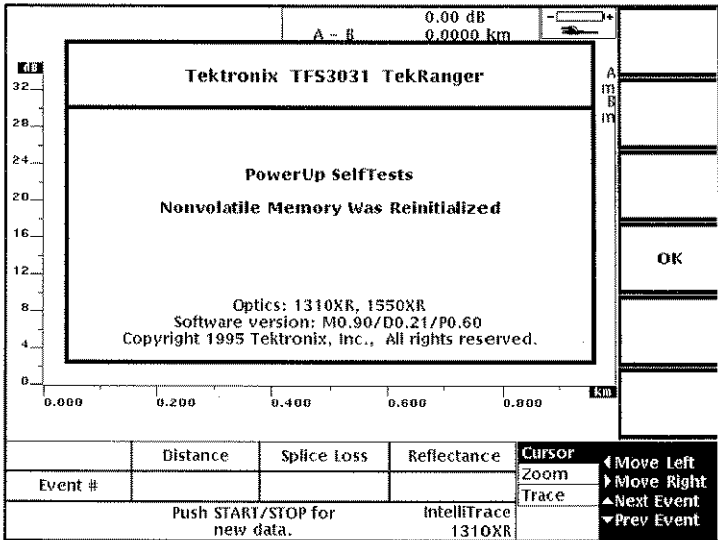 0.00 dB
A - B 0.0000 km
- +
dB
32
28
24
20
16
12
8
4
0
A
m
B
m
Tektronix TFS3031 TekRanger
PowerUp SelfTests
Nonvolatile Memory Was Reinitialized
Optics: 1310XR, 1550XR
Software version: M0.90/D0.21/P0.60
Copyright 1995 Tektronix, Inc., All rights reserved.
OK
0.000 0.200 0.400 0.600 0.800 km
Distance Splice Loss Reflectance
Event #
Push START/STOP for
new data.
IntelliTrace
1310XR
Cursor
Zoom
Trace
Move Left
Move Right
Next Event
Prev Event